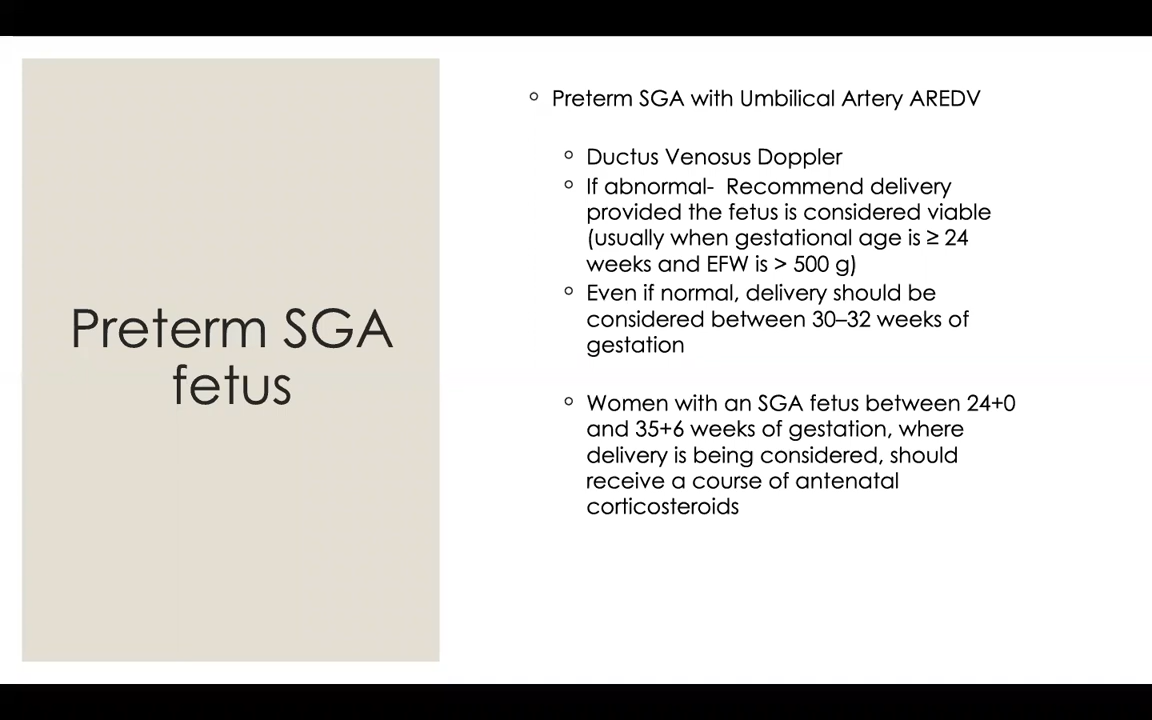 Preterm SGA
fetus
Preterm SGA with Umbilical Artery AREDV
Ductus Venosus Doppler
If abnormal- Recommend delivery
provided the fetus is considered viable
(usually when gestational age is ≥ 24
weeks and EFW is > 500 g)
Even if normal, delivery should be
considered between 30–32 weeks of
gestation
Women with an SGA fetus between 24+0
and 35+6 weeks of gestation, where
delivery is being considered, should
receive a course of antenatal
corticosteroids